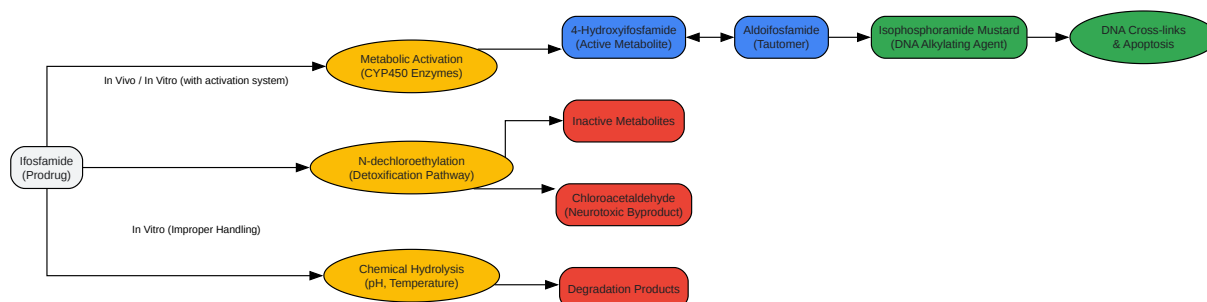 Ifosfamide
(Prodrug)
In Vivo / In Vitro (with activation system)
In Vitro (Improper Handling)
Metabolic Activation
(CYP450 Enzymes)
4-Hydroxyifosfamide
(Active Metabolite)
Aldoifosfamide
(Tautomer)
Isophosphoramide Mustard
(DNA Alkylating Agent)
DNA Cross-links
& Apoptosis
N-dechloroethylation
(Detoxification Pathway)
Inactive Metabolites
Chloroacetaldehyde
(Neurotoxic Byproduct)
Chemical Hydrolysis
(pH, Temperature)
Degradation Products